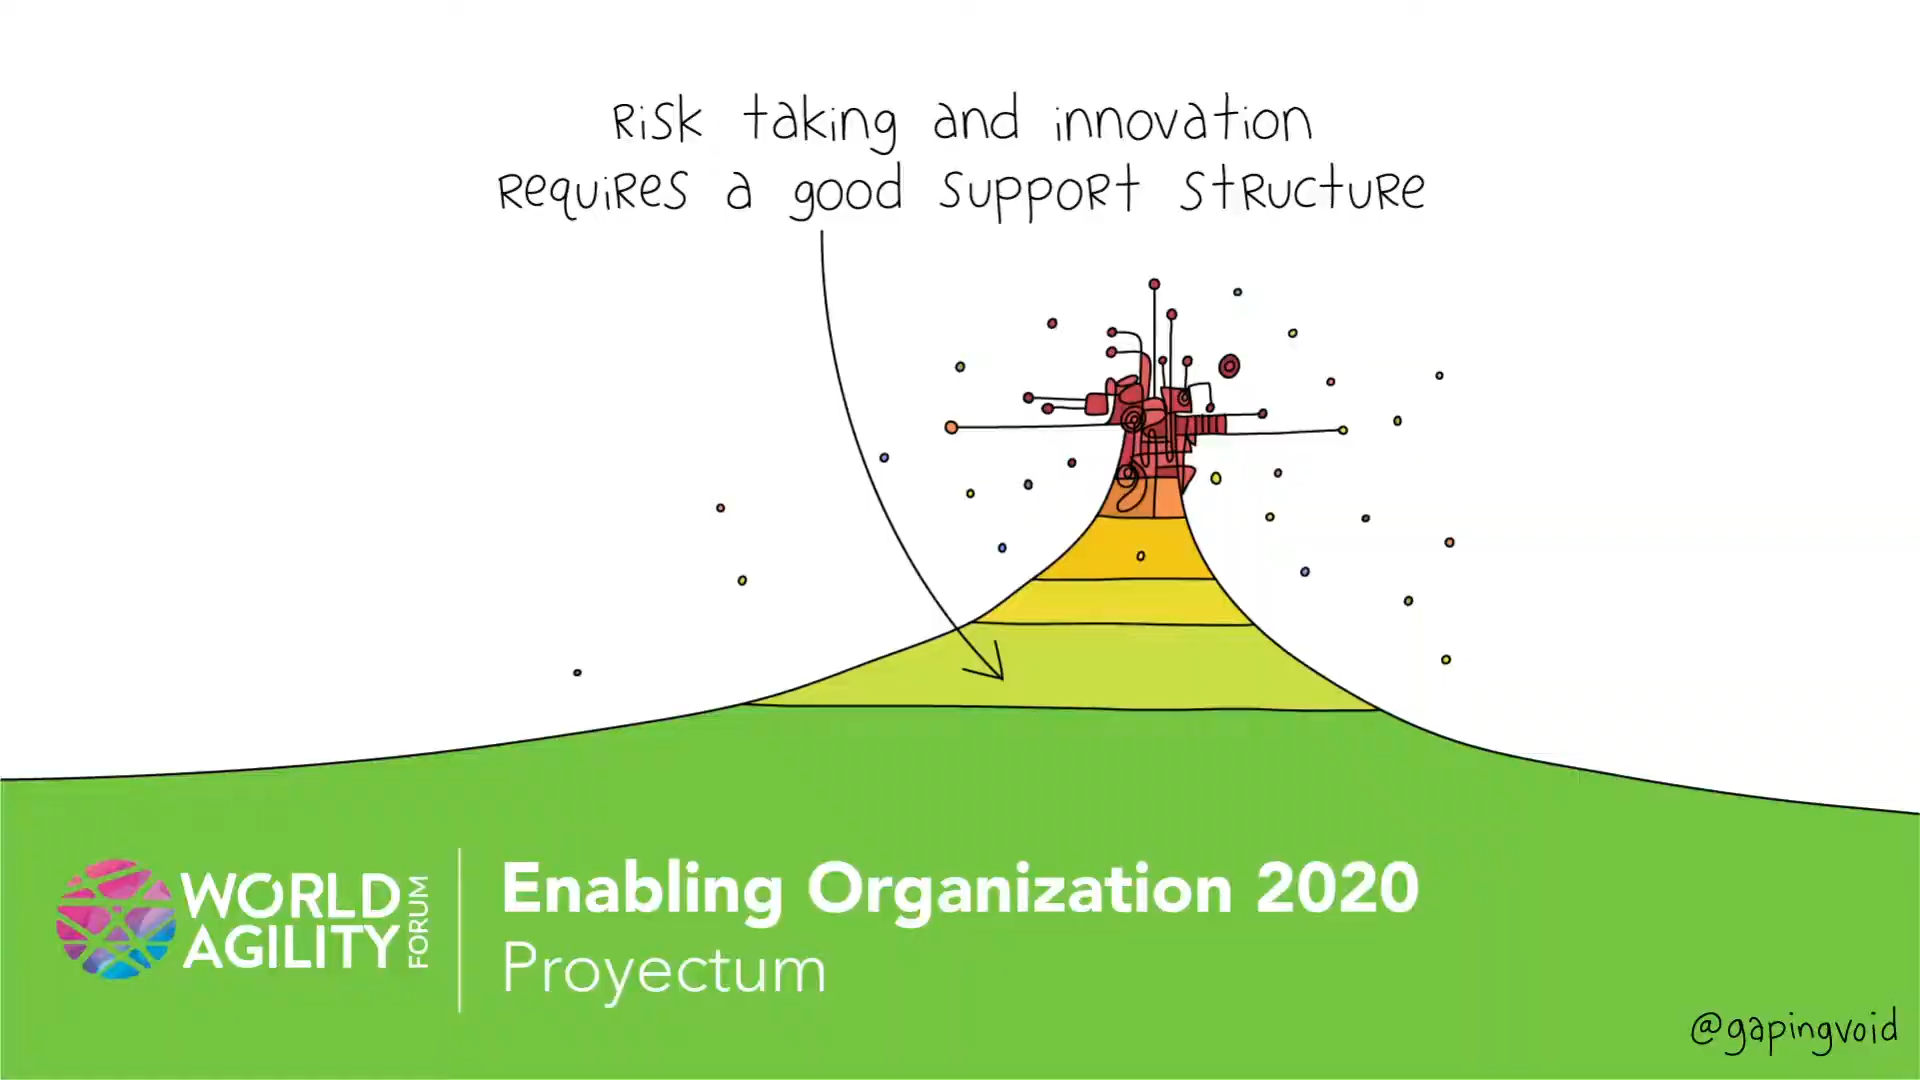 Risk taking and innovation
requires a good support structure
WORLD
AGILITY
FORUM
Enabling Organization 2020
Proyectum
@gapingvoid